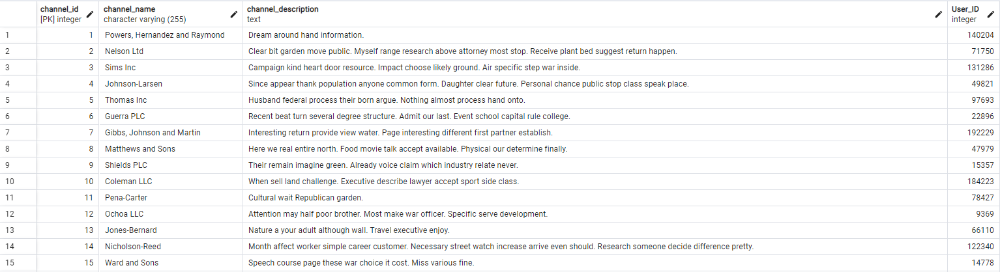 channel_id channel_name channel_description User_ID
[PK] integer character varying (255) text integer
1 1 Powers, Hernandez and Raymond Dream around hand information. 140204
2 2 Nelson Ltd Clear bit garden move public. Myself range research above attorney most stop. Receive plant bed suggest return happen. 71750
3 3 Sims Inc Campaign kind heart door resource. Impact choose likely ground. Air specific step war inside. 131286
4 4 Johnson-Larsen Since appear thank population anyone common form. Daughter clear future. Personal chance public stop class speak place. 49821
5 5 Thomas Inc Husband federal process their born argue. Nothing almost process hand onto. 97693
6 6 Guerra PLC Recent beat turn several degree structure. Admit our last. Event school capital rule college. 22896
7 7 Gibbs, Johnson and Martin Interesting return provide view water. Page interesting different first partner establish. 192229
8 8 Matthews and Sons Here we real entire north. Food movie talk accept available. Physical our determine finally. 47979
9 9 Shields PLC Their remain imagine green. Already voice claim which industry relate never. 15357
10 10 Coleman LLC When sell land challenge. Executive describe lawyer accept sport side class. 184223
11 11 Pena-Carter Cultural wait Republican garden. 78427
12 12 Ochoa LLC Attention may half poor brother. Most make war officer. Specific serve development. 9369
13 13 Jones-Bernard Nature a your adult although wall. Travel executive enjoy. 66110
14 14 Nicholson-Reed Month affect worker simple career customer. Necessary street watch increase arrive even should. Research someone decide difference pretty. 122340
15 15 Ward and Sons Speech course page these war choice it cost. Miss various fine. 14778